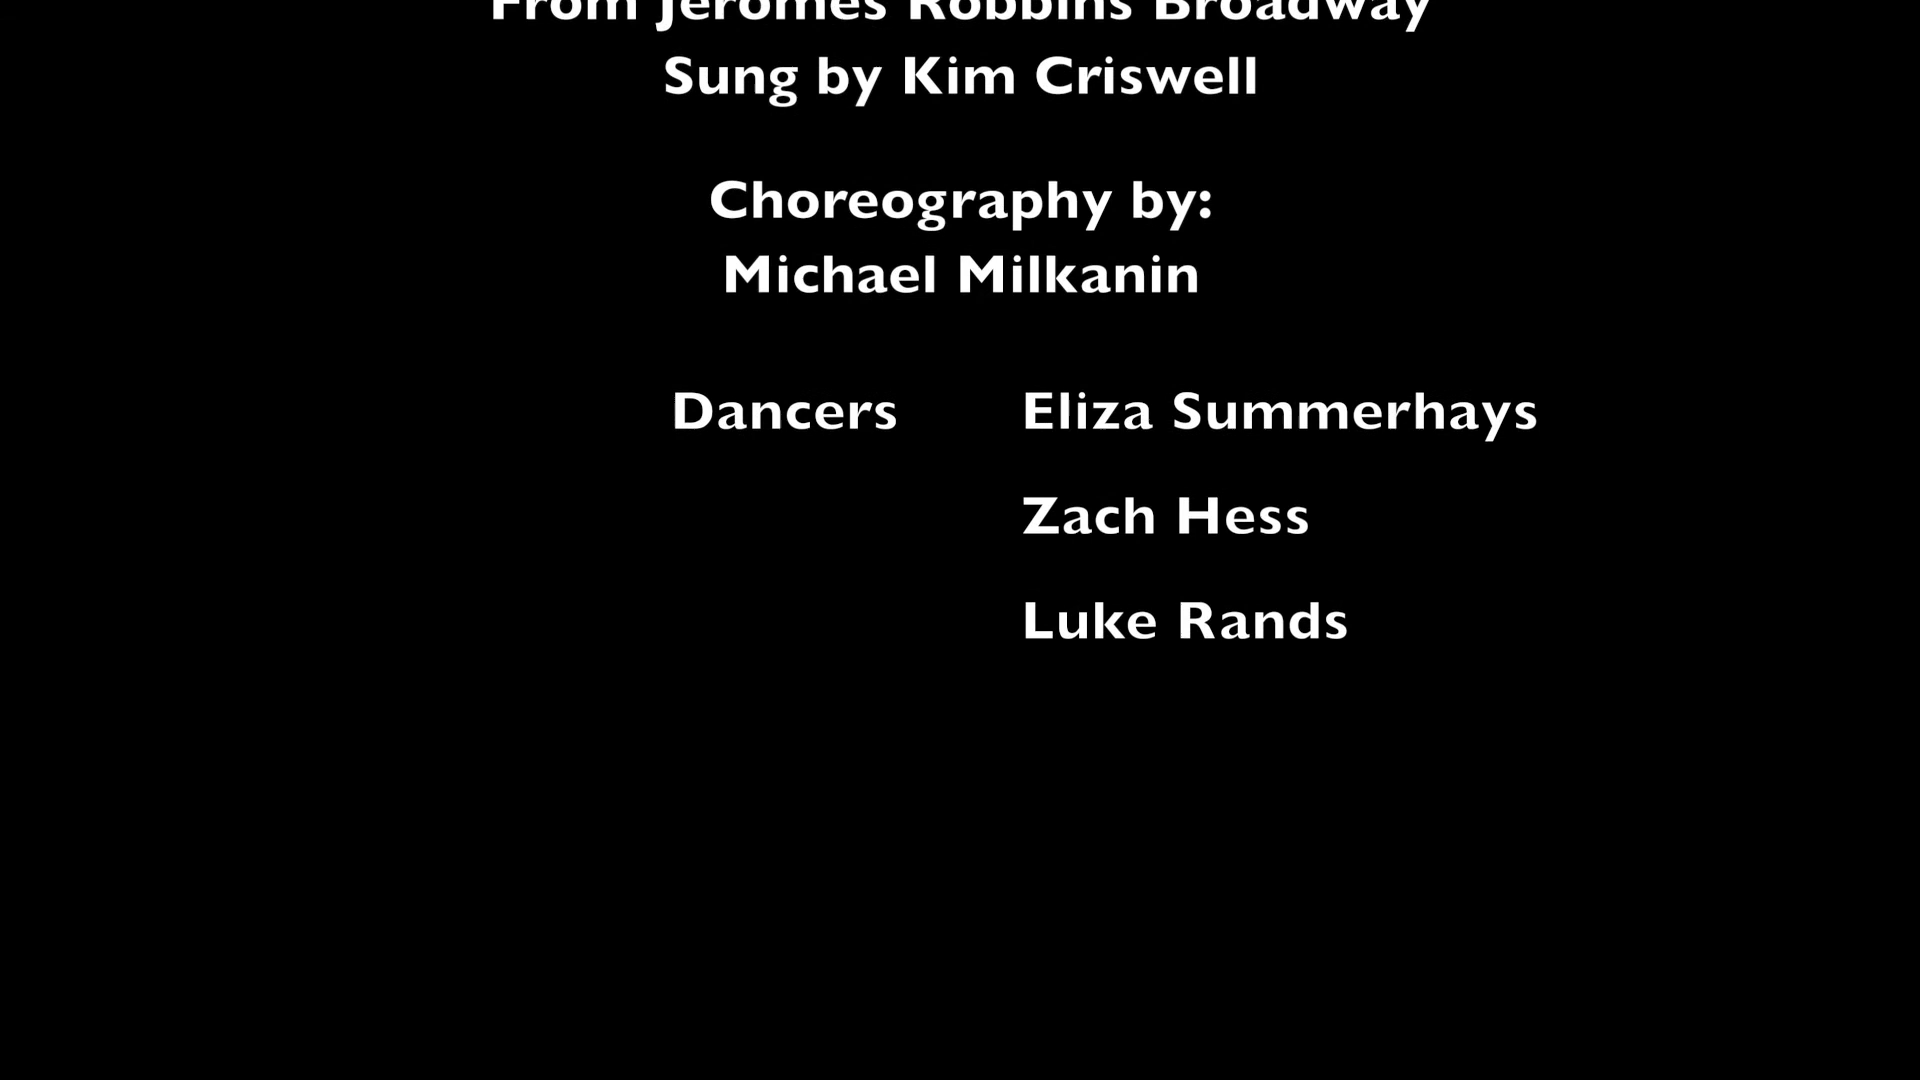 From Jeromes Robbins Broadway
Sung by Kim Criswell
Choreography by:
Michael Milkanin
Dancers Eliza Summerhays
Zach Hess
Luke Rands